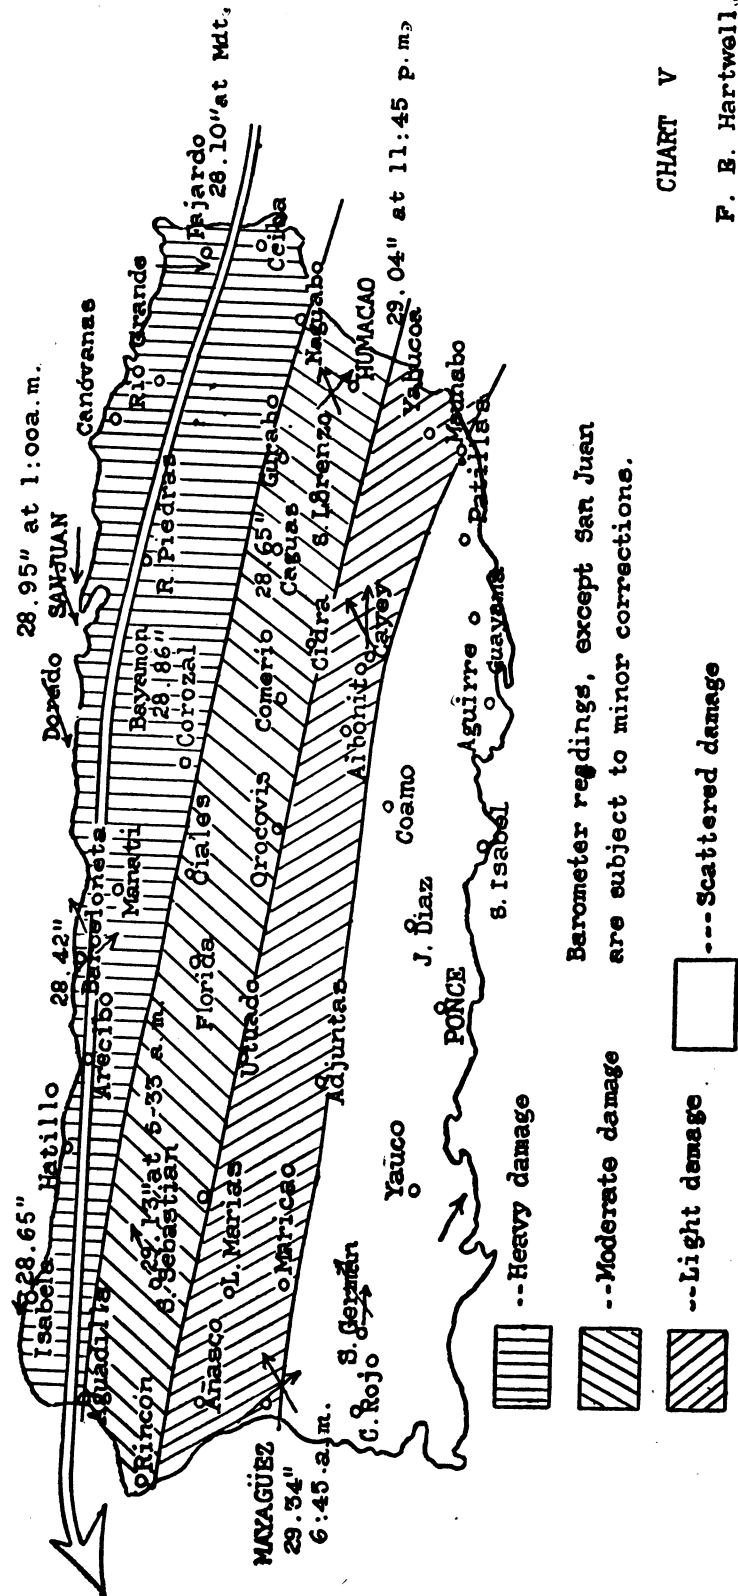 28.95" at 1:00a.m.
SAN JUAN
Dorado
Canóvanas
Rio Grande
Fajardo
28.10"at Mdt.
Ceiba
28.42"
Barceloneta
Manati
Arecibo
Hatillo
28.65"
Isabela
Aguadilla
Bayamon
28.86"
Corozal
R. Piedras
Gurabo
28.65"
Caguas
Naguabo
S. Lorenzo
HUMACAO
29.04" at 11:45 p.m.
Yabucoa
Maunabo
Patillas
Comerio
Cidra
Cayey
Aibonito
Ciales
Orocovis
Florida
Utuado
29.13"at 5-33 a.m.
S. Sebastian
Rincón
Añasco
L. Marias
Maricao
Adjuntas
MAYAGÜEZ
29.34"
6:45.a.m.
S. Germán
C. Rojo
Yauco
PONCE
J. Diaz
Coamo
S. Isabel
Aguirre
Guayama
--Heavy damage
--Moderate damage
--Light damage
---Scattered damage
Barometer readings, except San Juan
are subject to minor corrections.
CHART V
F. E. Hartwell.